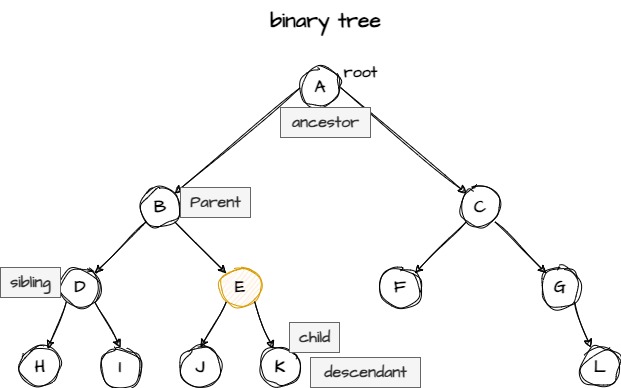 binary tree
root
A
ancestor
B
Parent
C
sibling
D
E
F
G
child
H
I
J
K
L
descendant